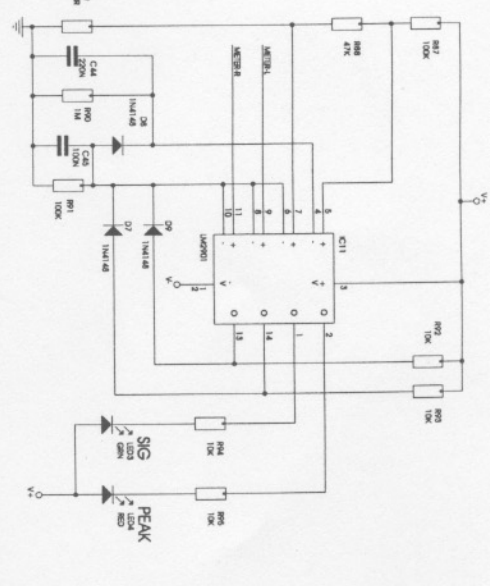 R
C44
220N
R90
1M
D8
1N4148
C45
100N
R91
100K
METER-R
METER-L
R88
47K
R87
100K
V+
10
11
8
9
6
7
4
5
- + - + - + - +
LM2901
IC11
V-
12
V
-
V
+
3
13
14
1
2
D7
1N4148
D9
1N4148
R92
10K
R93
10K
SIG
LED3
GRN
R94
10K
PEAK
LED4
RED
R95
10K
V+